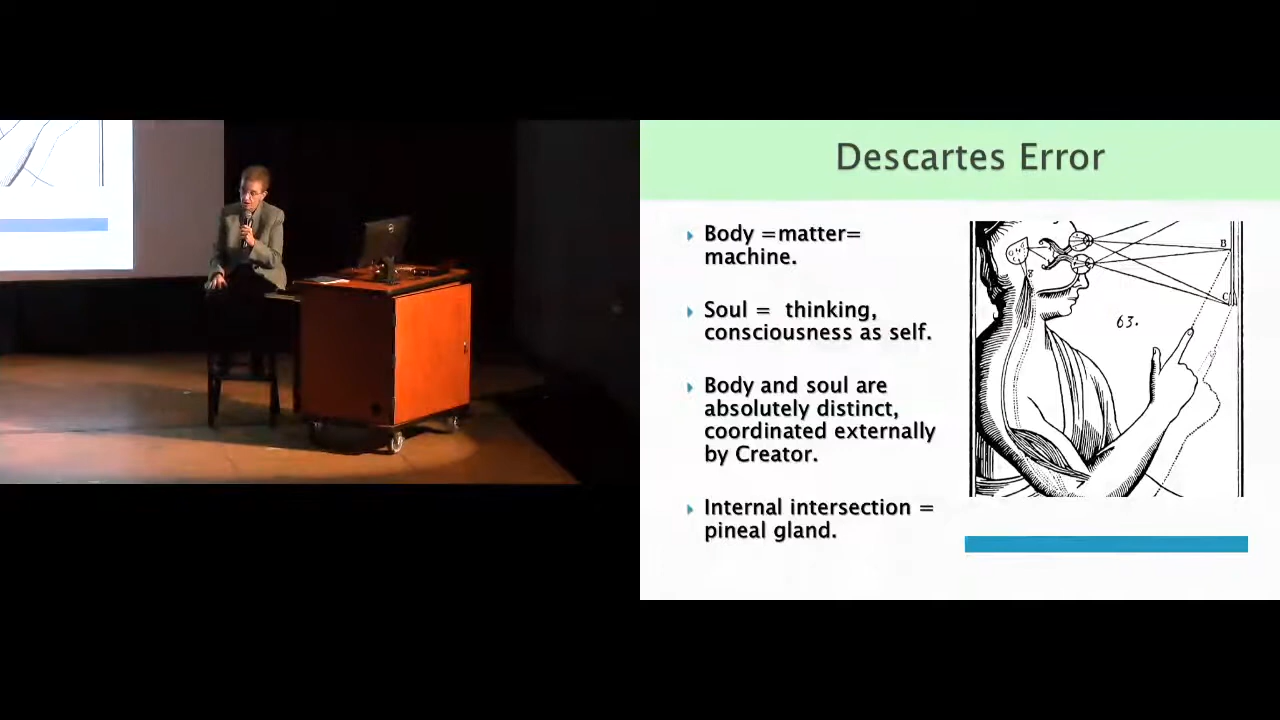 Descartes Error
Body =matter=
machine.
Soul = thinking,
consciousness as self.
Body and soul are
absolutely distinct,
coordinated externally
by Creator.
Internal intersection =
pineal gland.
63.
B
C